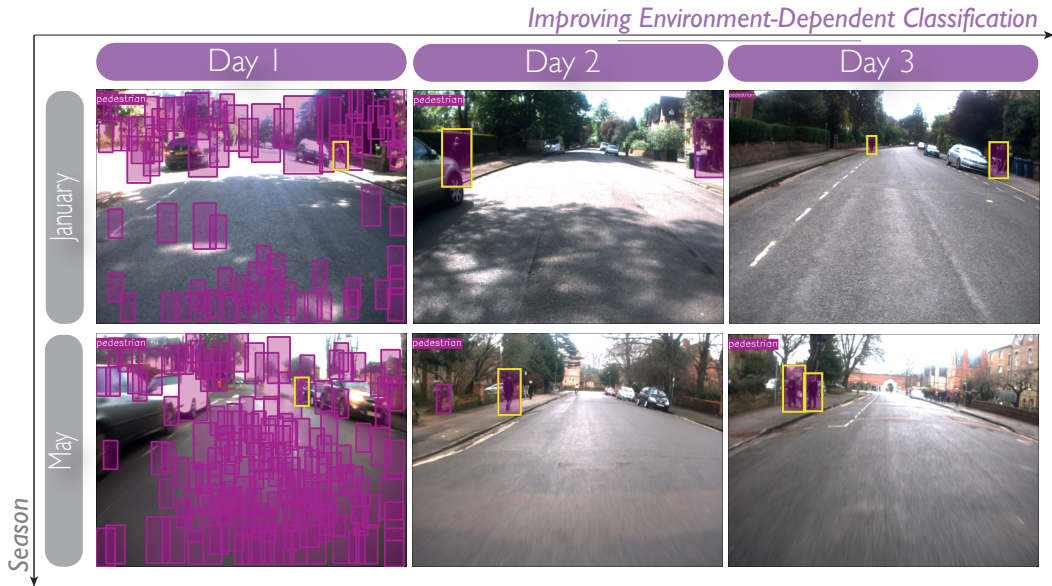 Improving Environment-Dependent Classification
Day 1
Day 2
Day 3
January
pedestrian
pedestrian
pedestrian
May
pedestrian
pedestrian
pedestrian
Season